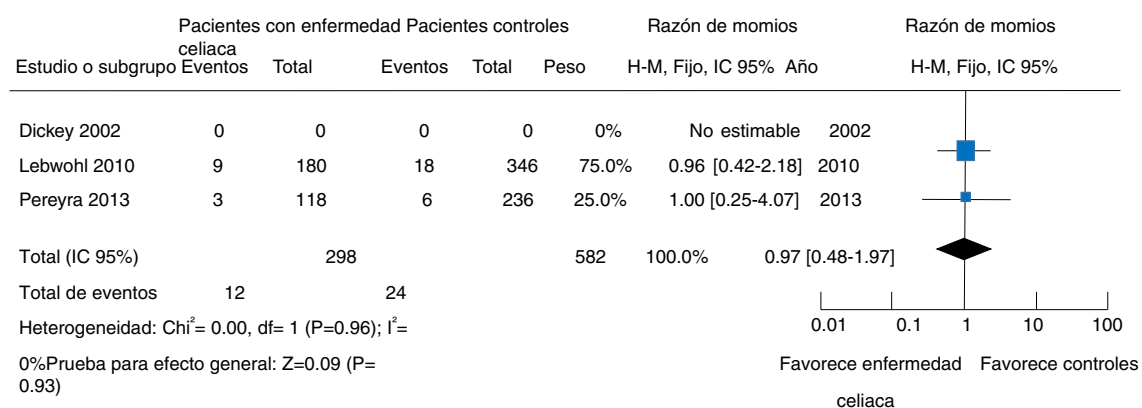 Pacientes con enfermedad Pacientes controles Razón de momios Razón de momios
celiaca
Estudio o subgrupo Eventos Total Eventos Total Peso H-M, Fijo, IC 95% Año H-M, Fijo, IC 95%
Dickey 2002 0 0 0 0 0% No estimable 2002
Lebwohl 2010 9 180 18 346 75.0% 0.96 [0.42-2.18] 2010
Pereyra 2013 3 118 6 236 25.0% 1.00 [0.25-4.07] 2013
Total (IC 95%) 298 582 100.0% 0.97 [0.48-1.97]
Total de eventos 12 24
Heterogeneidad: Chi²= 0.00, df= 1 (P=0.96); I²=
0%Prueba para efecto general: Z=0.09 (P=
0.93)
0.01 0.1 1 10 100
Favorece enfermedad Favorece controles
celiaca